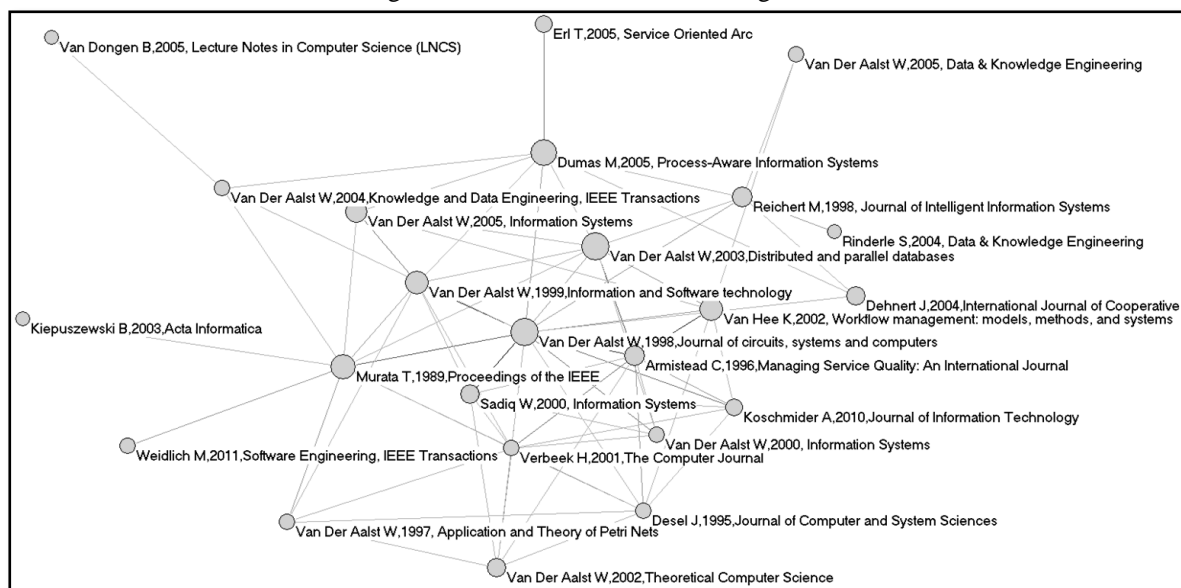 Erl T,2005, Service Oriented Arc
Van Dongen B,2005, Lecture Notes in Computer Science (LNCS)
Van Der Aalst W,2005, Data & Knowledge Engineering
Dumas M,2005, Process-Aware Information Systems
Van Der Aalst W,2004,Knowledge and Data Engineering, IEEE Transactions
Reichert M,1998, Journal of Intelligent Information Systems
Van Der Aalst W,2005, Information Systems
Rinderle S,2004, Data & Knowledge Engineering
Van Der Aalst W,2003,Distributed and parallel databases
Van Der Aalst W,1999,Information and Software technology
Dehnert J,2004,International Journal of Cooperative
Van Hee K,2002, Workflow management: models, methods, and systems
Kiepuszewski B,2003,Acta Informatica
Van Der Aalst W,1998,Journal of circuits, systems and computers
Armistead C,1996,Managing Service Quality: An International Journal
Murata T,1989,Proceedings of the IEEE
Sadiq W,2000, Information Systems
Koschmider A,2010,Journal of Information Technology
Van Der Aalst W,2000, Information Systems
Weidlich M,2011,Software Engineering, IEEE Transactions
Verbeek H,2001,The Computer Journal
Desel J,1995,Journal of Computer and System Sciences
Van Der Aalst W,1997, Application and Theory of Petri Nets
Van Der Aalst W,2002,Theoretical Computer Science